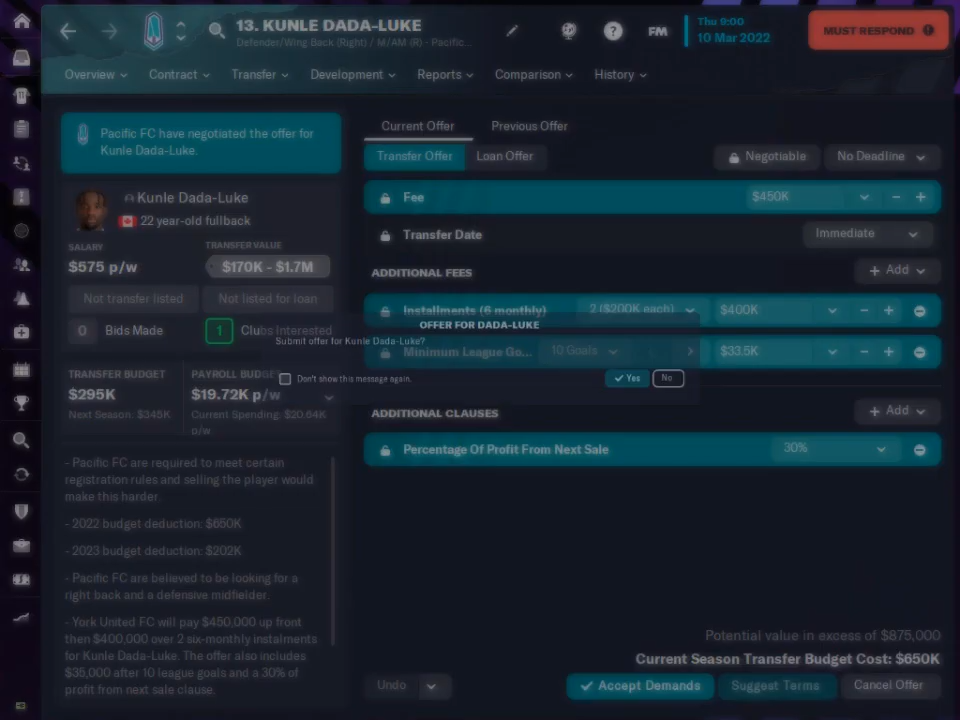 13. KUNLE DADA-LUKE
Defender/Wing Back (Right) / M/AM (R) - Pacific...
FM
Thu 9:00
10 Mar 2022
MUST RESPOND
Overview
Contract
Transfer
Development
Reports
Comparison
History
Pacific FC have negotiated the offer for
Kunle Dada-Luke.
Kunle Dada-Luke
22 year-old fullback
SALARY
TRANSFER VALUE
$575 p/w
$170K - $1.7M
Not transfer listed
Not listed for loan
0 Bids Made
1 Clubs Interested
TRANSFER BUDGET
PAYROLL BUDGE
$295K
$19.72K p/w
Next Season: $345K
Current Spending: $20.64K
p/w
- Pacific FC are required to meet certain
registration rules and selling the player would
make this harder.
- 2022 budget deduction: $650K
- 2023 budget deduction: $202K
- Pacific FC are believed to be looking for a
right back and a defensive midfielder.
- York United FC will pay $450,000 up front
then $400,000 over 2 six-monthly instalments
for Kunle Dada-Luke. The offer also includes
$35,000 after 10 league goals and a 30% of
profit from next sale clause.
Current Offer
Previous Offer
Transfer Offer
Loan Offer
Negotiable
No Deadline
Fee
$450K
Transfer Date
Immediate
ADDITIONAL FEES
+ Add
Installments (6 monthly)
2 ($200K each)
$400K
Minimum League Go...
10 Goals
$33.5K
OFFER FOR DADA-LUKE
Submit offer for Kunle Dada-Luke?
Don't show this message again.
Yes
No
ADDITIONAL CLAUSES
+ Add
Percentage Of Profit From Next Sale
30%
Potential value in excess of $875,000
Current Season Transfer Budget Cost: $650K
Undo
Accept Demands
Suggest Terms
Cancel Offer